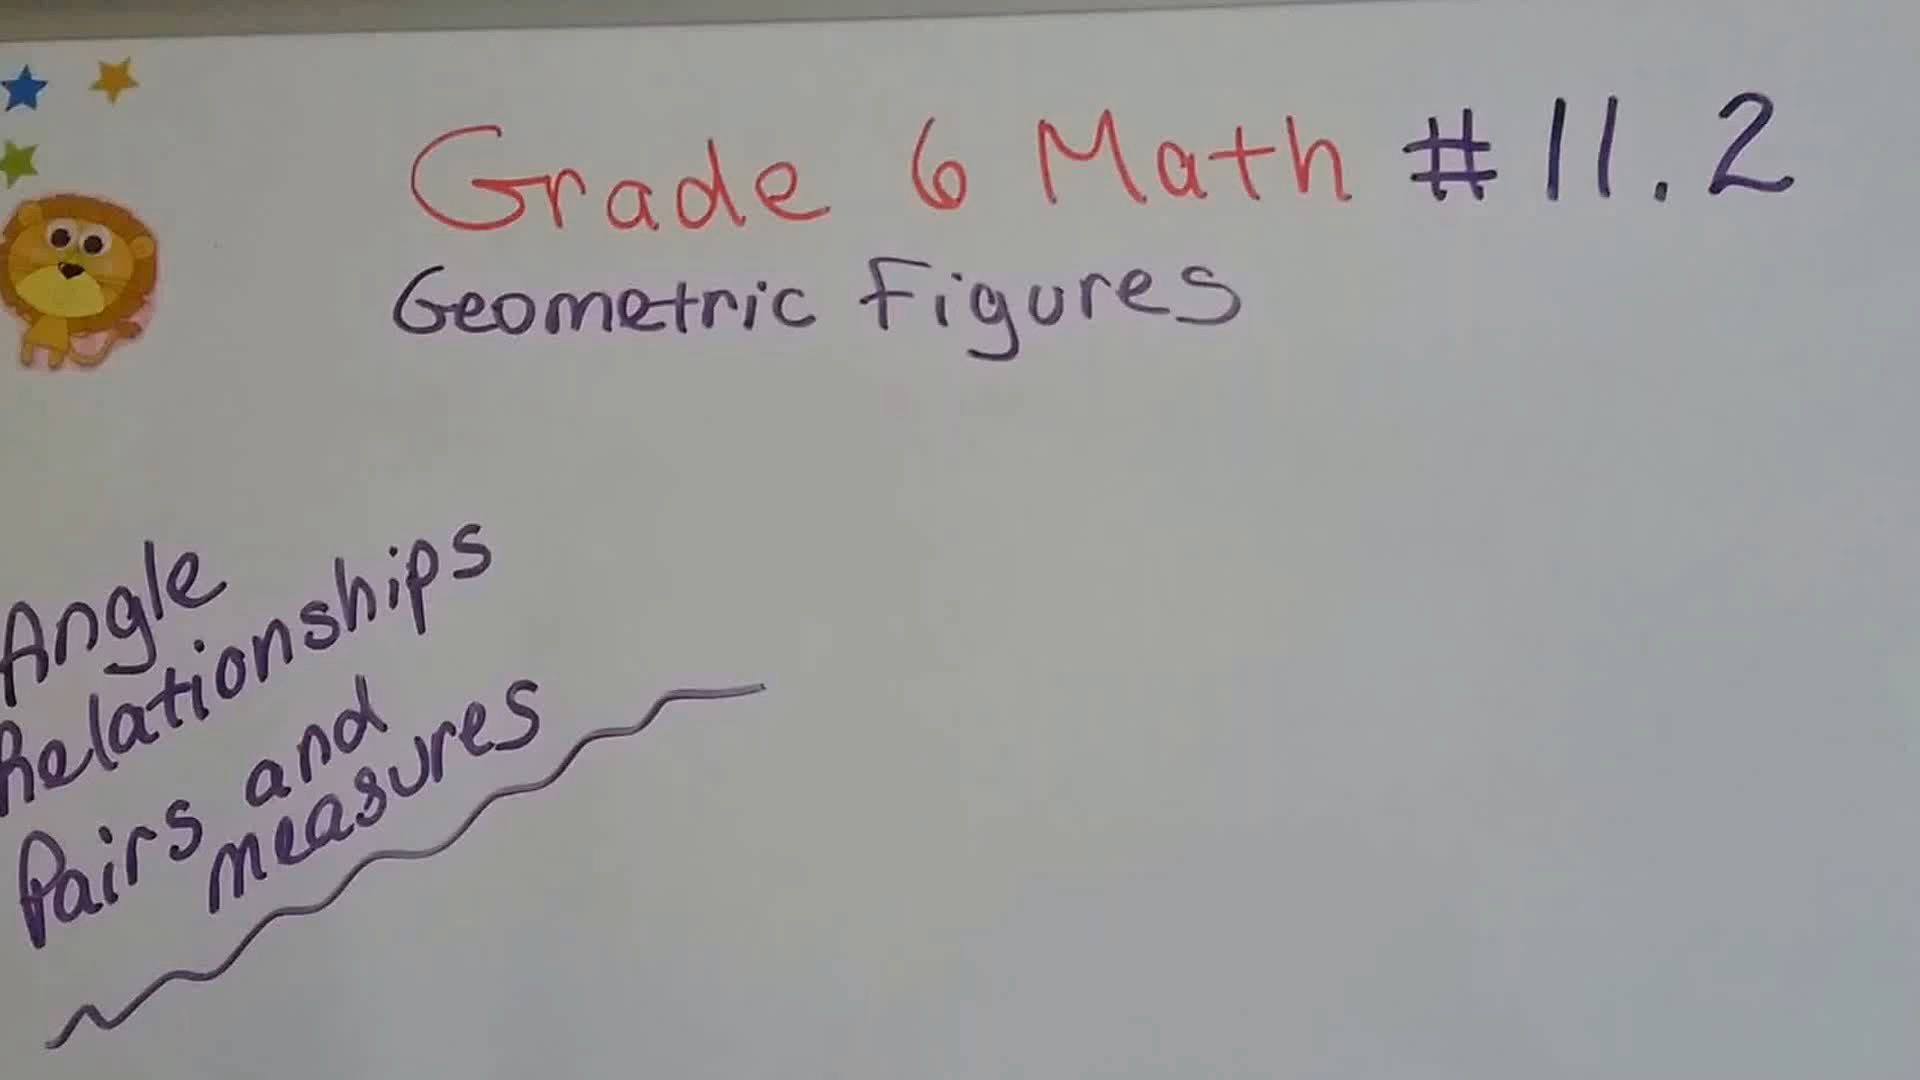 Grade 6 Math #11.2
Geometric Figures
Angle
Relationships
Pairs and
measures